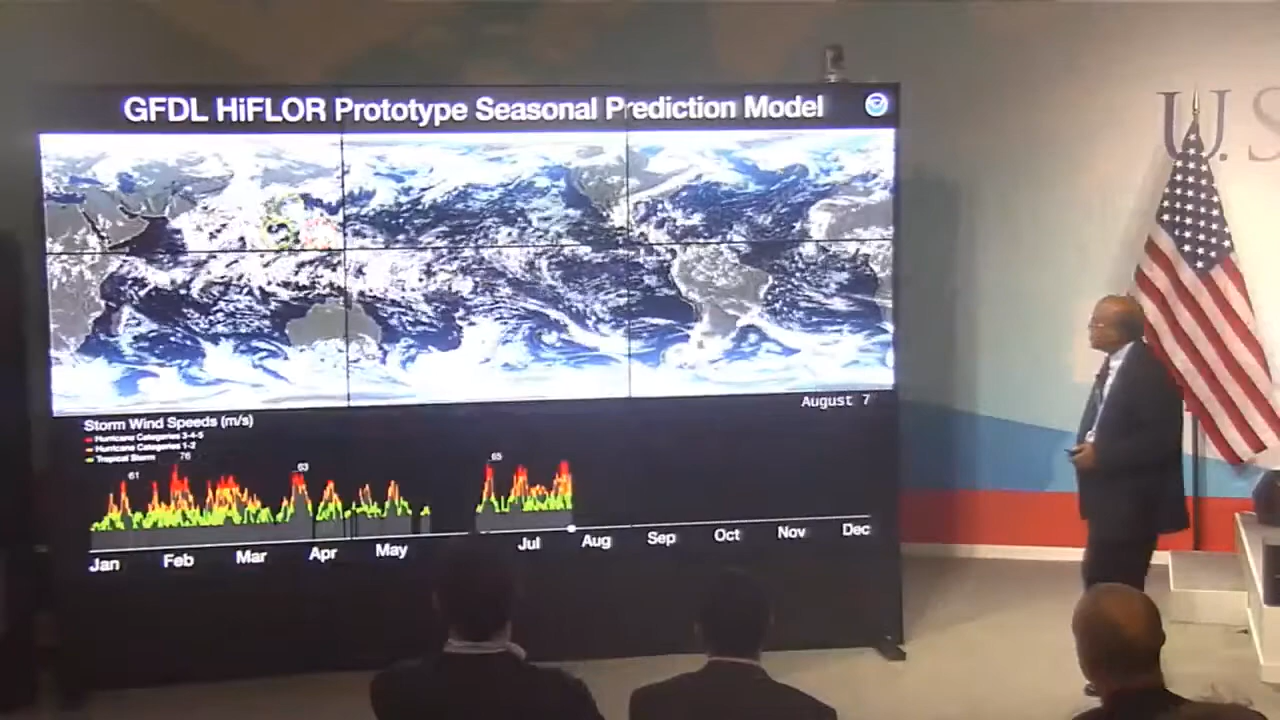 GFDL HiFLOR Prototype Seasonal Prediction Model
U.S
August 7
Storm Wind Speeds (m/s)
Hurricane Categories 3-4-5
Hurricane Categories 1-2
Tropical Storm
61
76
63
65
Jan
Feb
Mar
Apr
May
Jul
Aug
Sep
Oct
Nov
Dec